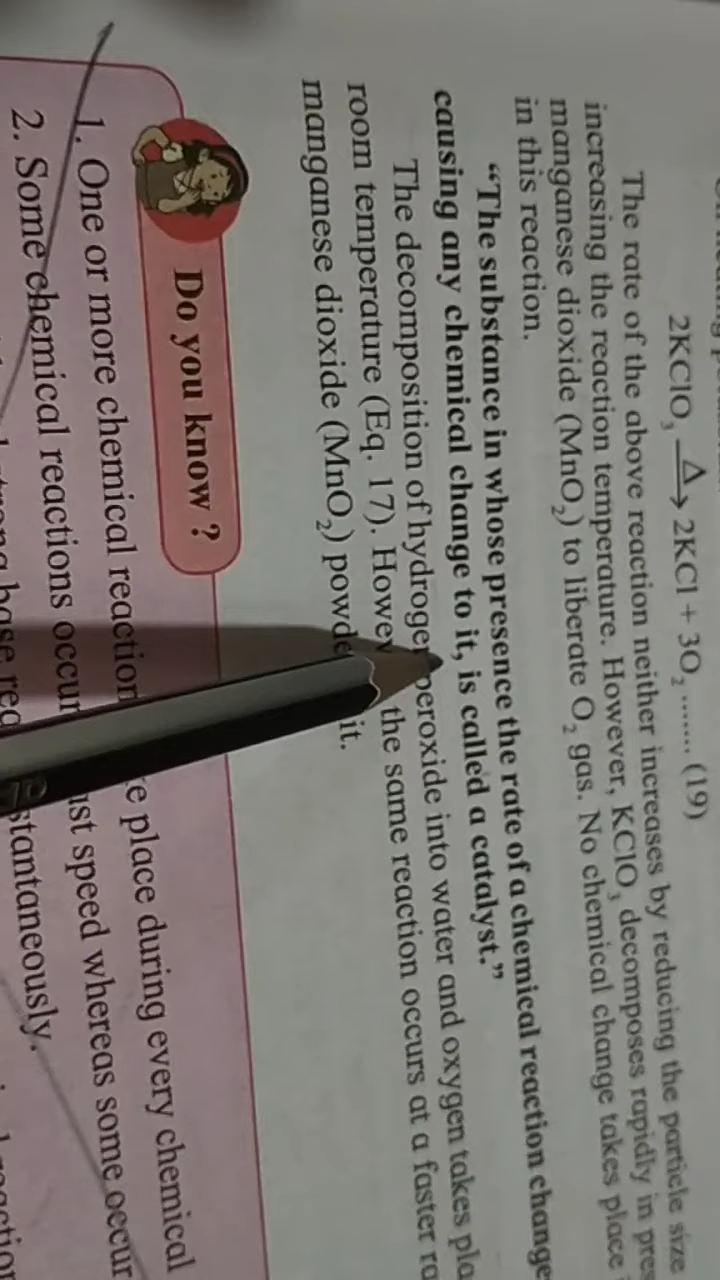 2KClO₃ —Δ→ 2KCl + 3O₂ ....... (19)
The rate of the above reaction neither increases by reducing the particle size
increasing the reaction temperature. However, KClO₃ decomposes rapidly in pres
manganese dioxide (MnO₂) to liberate O₂ gas. No chemical change takes place
in this reaction.
“The substance in whose presence the rate of a chemical reaction change
causing any chemical change to it, is called a catalyst.”
The decomposition of hydrogen peroxide into water and oxygen takes pla
room temperature (Eq. 17). Howev the same reaction occurs at a faster ra
manganese dioxide (MnO₂) powde it.
Do you know ?
1. One or more chemical reaction e place during every chemical
2. Some chemical reactions occur ast speed whereas some occur
stantaneously.